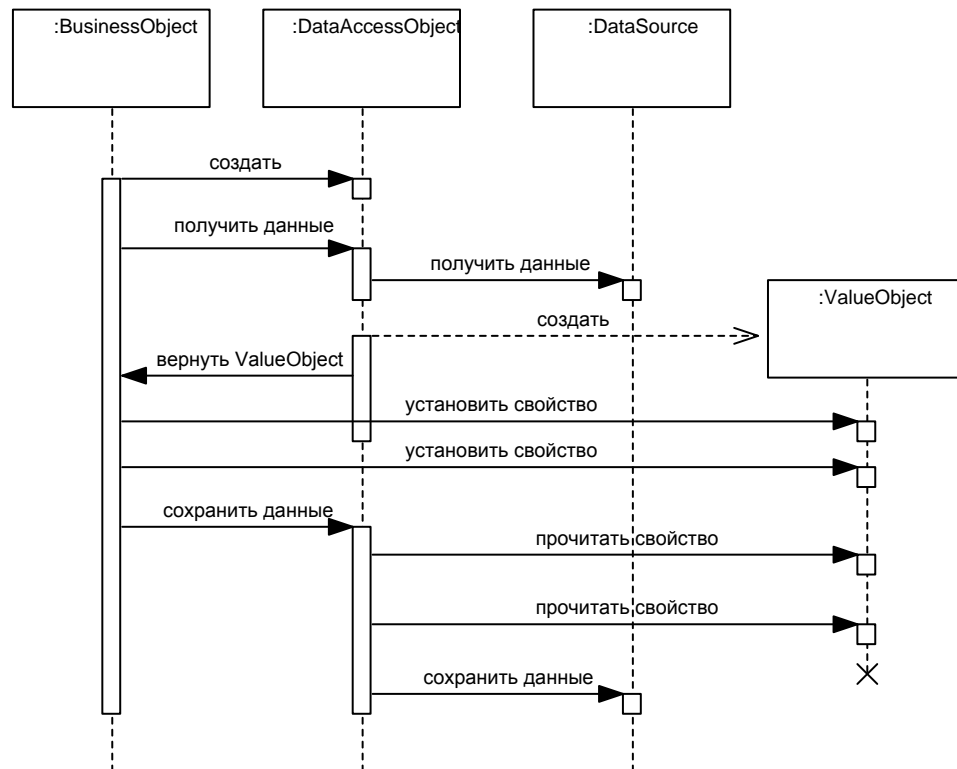 :BusinessObject
:DataAccessObject
:DataSource
создать
получить данные
получить данные
:ValueObject
создать
вернуть ValueObject
установить свойство
установить свойство
сохранить данные
прочитать свойство
прочитать свойство
сохранить данные